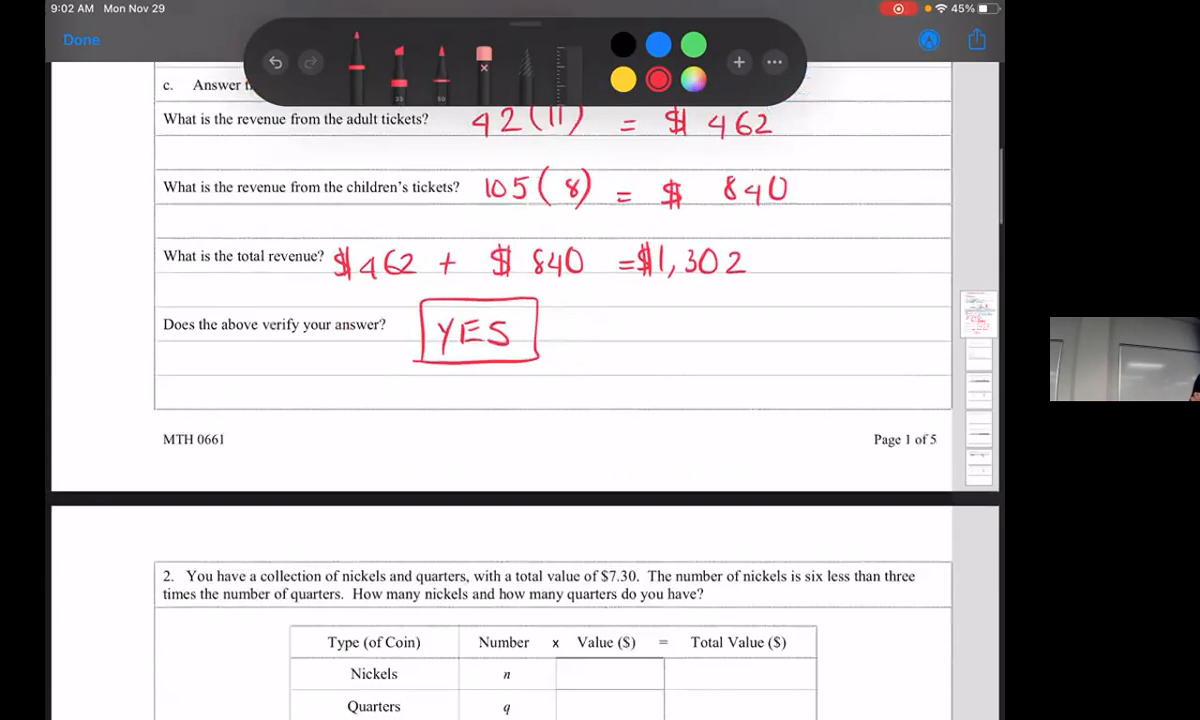 9:02 AM Mon Nov 29
45%
Done
33
50
c. Answer
What is the revenue from the adult tickets? 42(11) = $ 462
What is the revenue from the children's tickets? 105(8) = $ 840
What is the total revenue? $462 + $ 840 = $1,302
Does the above verify your answer? YES
MTH 0661 Page 1 of 5
2. You have a collection of nickels and quarters, with a total value of $7.30. The number of nickels is six less than three
times the number of quarters. How many nickels and how many quarters do you have?
Type (of Coin) Number x Value ($) = Total Value ($)
Nickels n
Quarters q